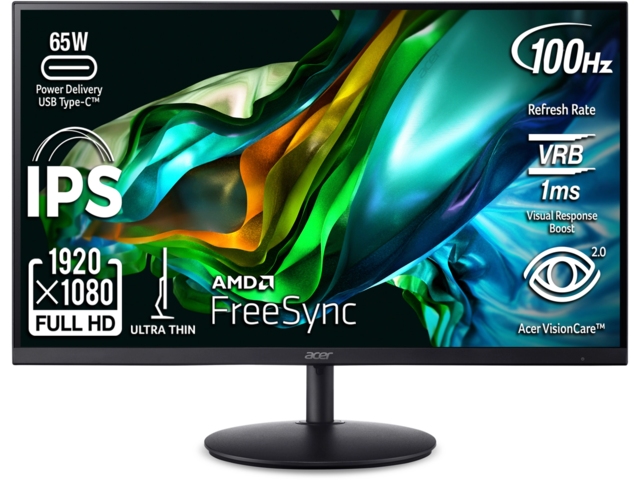 65W
Power Delivery
USB Type-C™
IPS
1920
×1080
FULL HD
ULTRA THIN
AMD
FreeSync
100Hz
Refresh Rate
VRB
1ms
Visual Response
Boost
2.0
Acer VisionCare™
acer